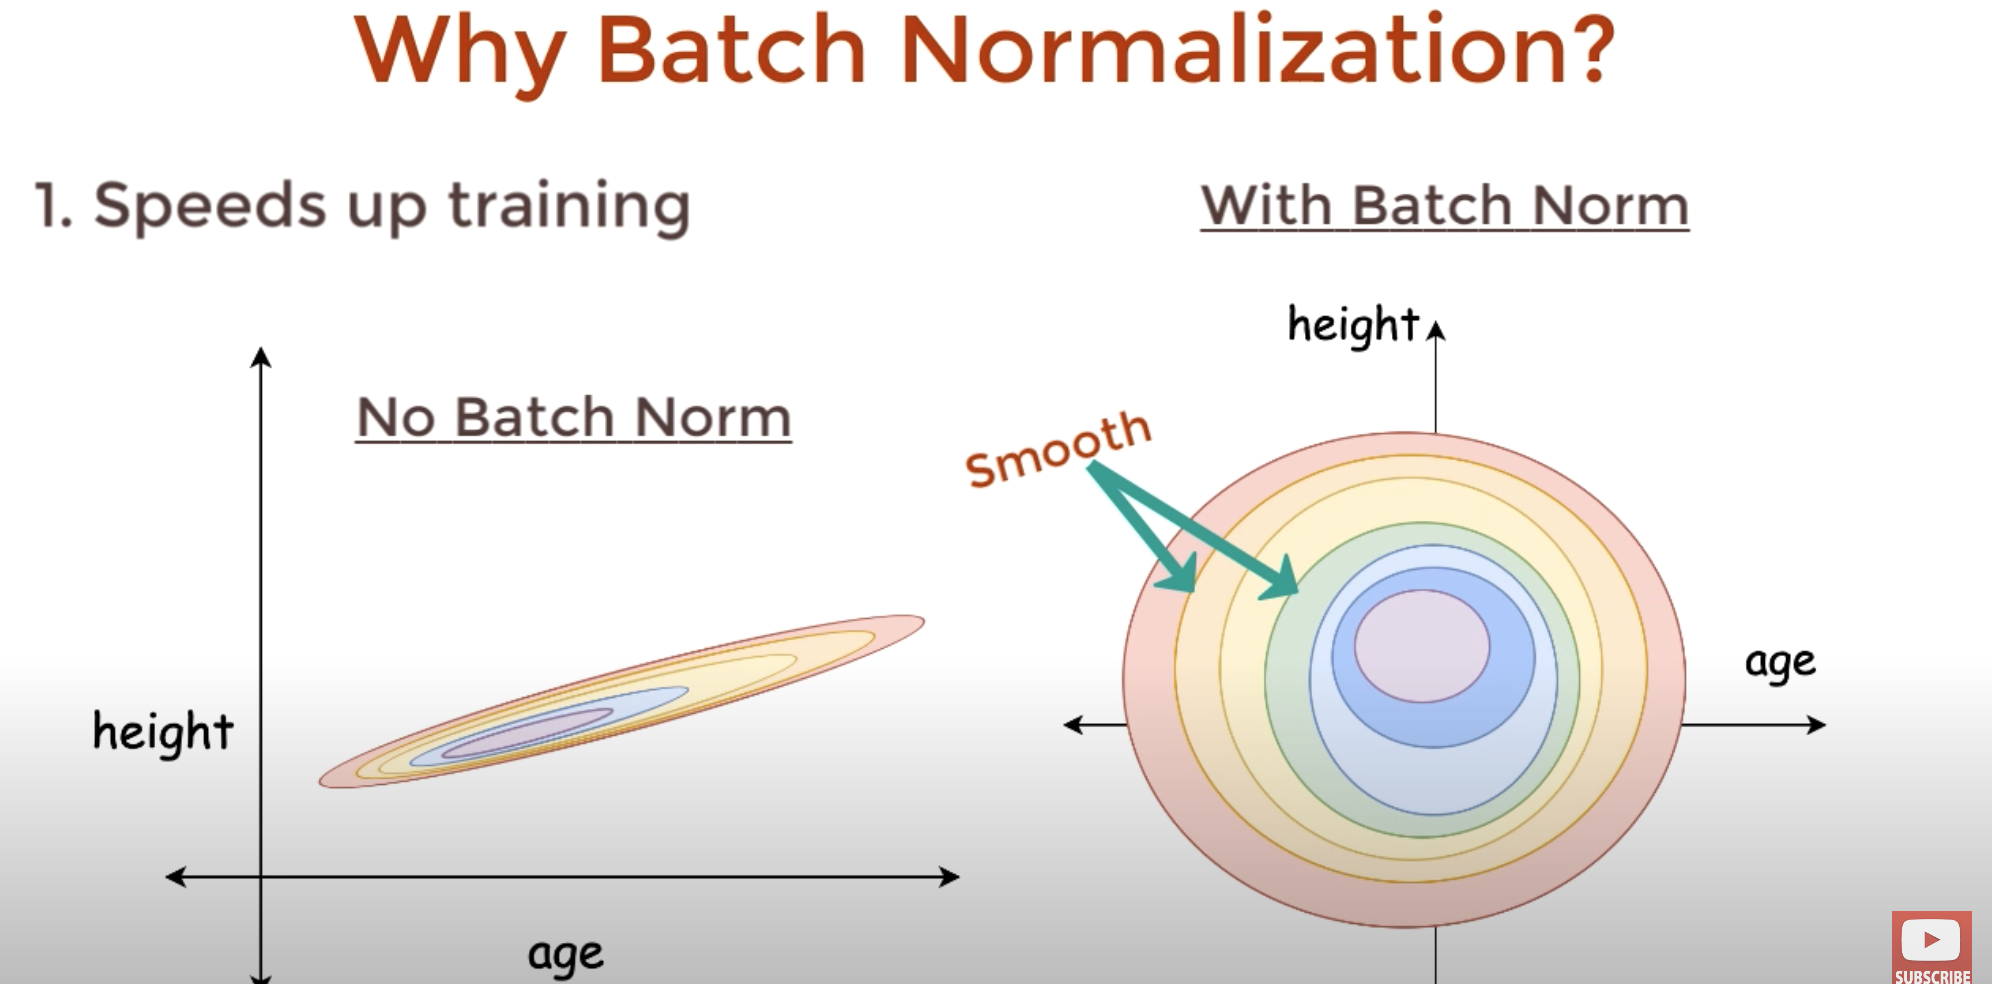 Why Batch Normalization?
1. Speeds up training
With Batch Norm
height
No Batch Norm
Smooth
age
height
age
SUBSCRIBE